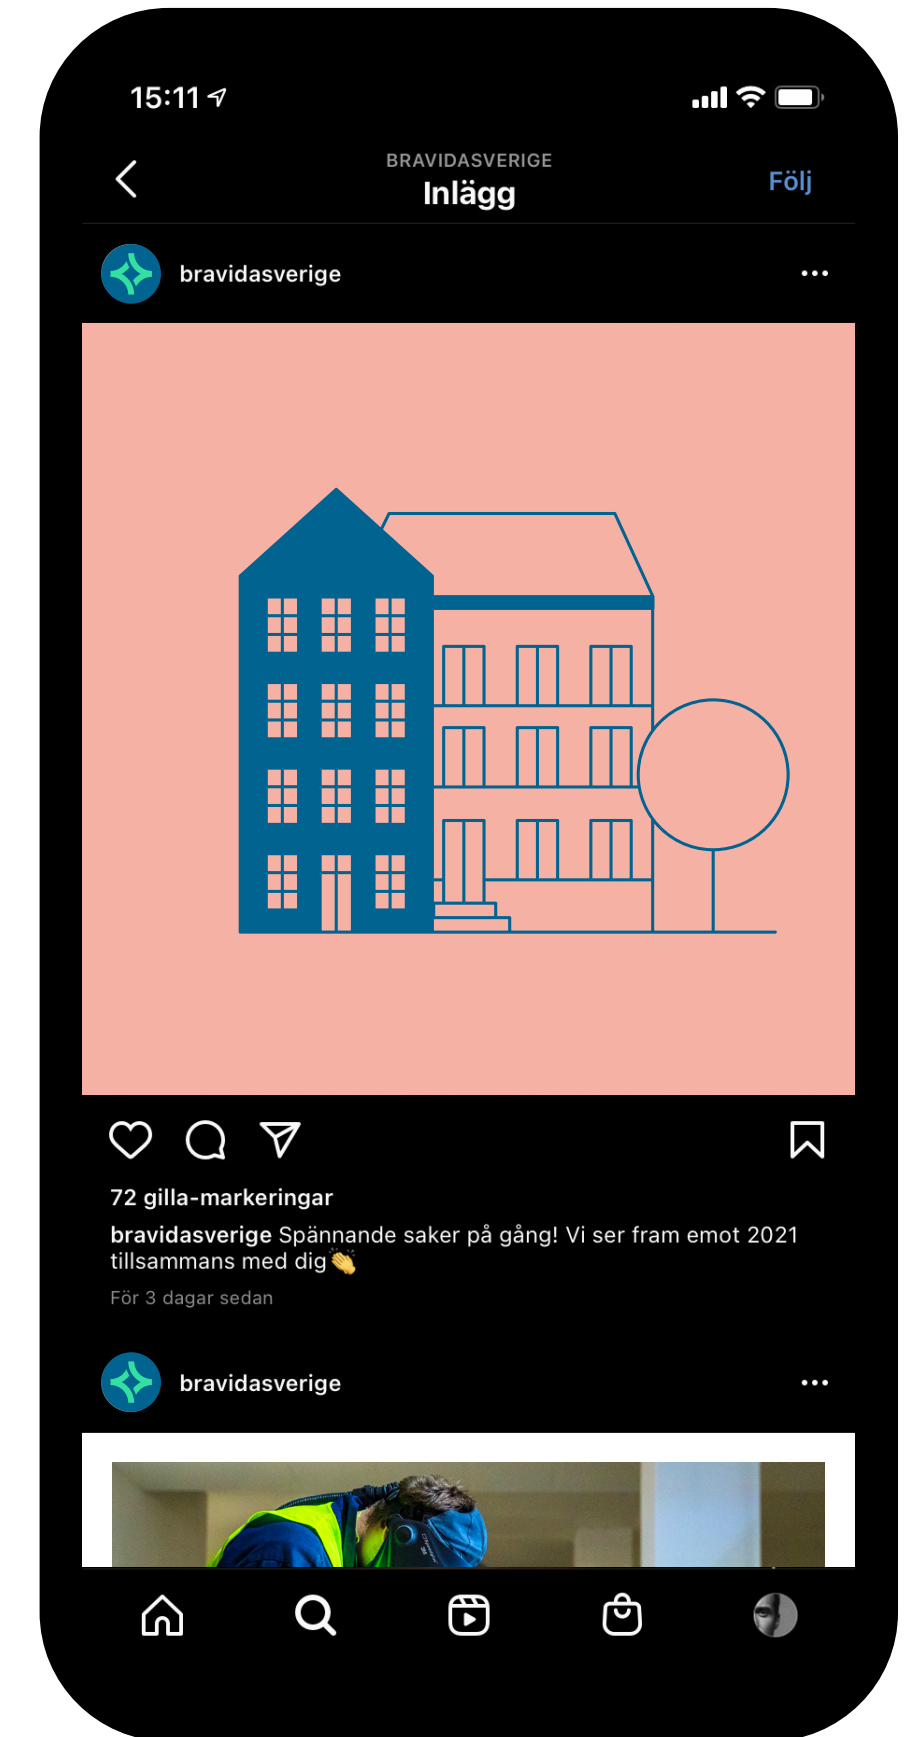 15:11
BRAVIDASVERIGE
Inlägg
Följ
bravidasverige
72 gilla-markeringar
bravidasverige Spännande saker på gång! Vi ser fram emot 2021
tillsammans med dig👏
För 3 dagar sedan
bravidasverige